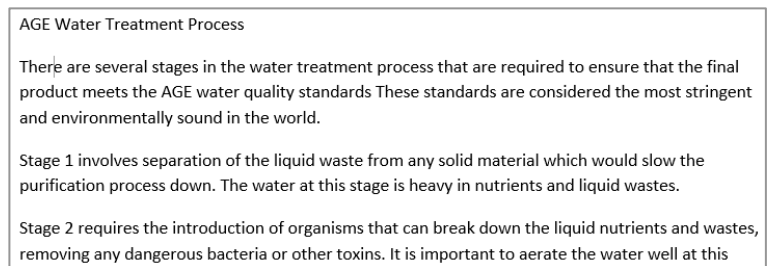 AGE Water Treatment Process
There are several stages in the water treatment process that are required to ensure that the final
product meets the AGE water quality standards These standards are considered the most stringent
and environmentally sound in the world.
Stage 1 involves separation of the liquid waste from any solid material which would slow the
purification process down. The water at this stage is heavy in nutrients and liquid wastes.
Stage 2 requires the introduction of organisms that can break down the liquid nutrients and wastes,
removing any dangerous bacteria or other toxins. It is important to aerate the water well at this